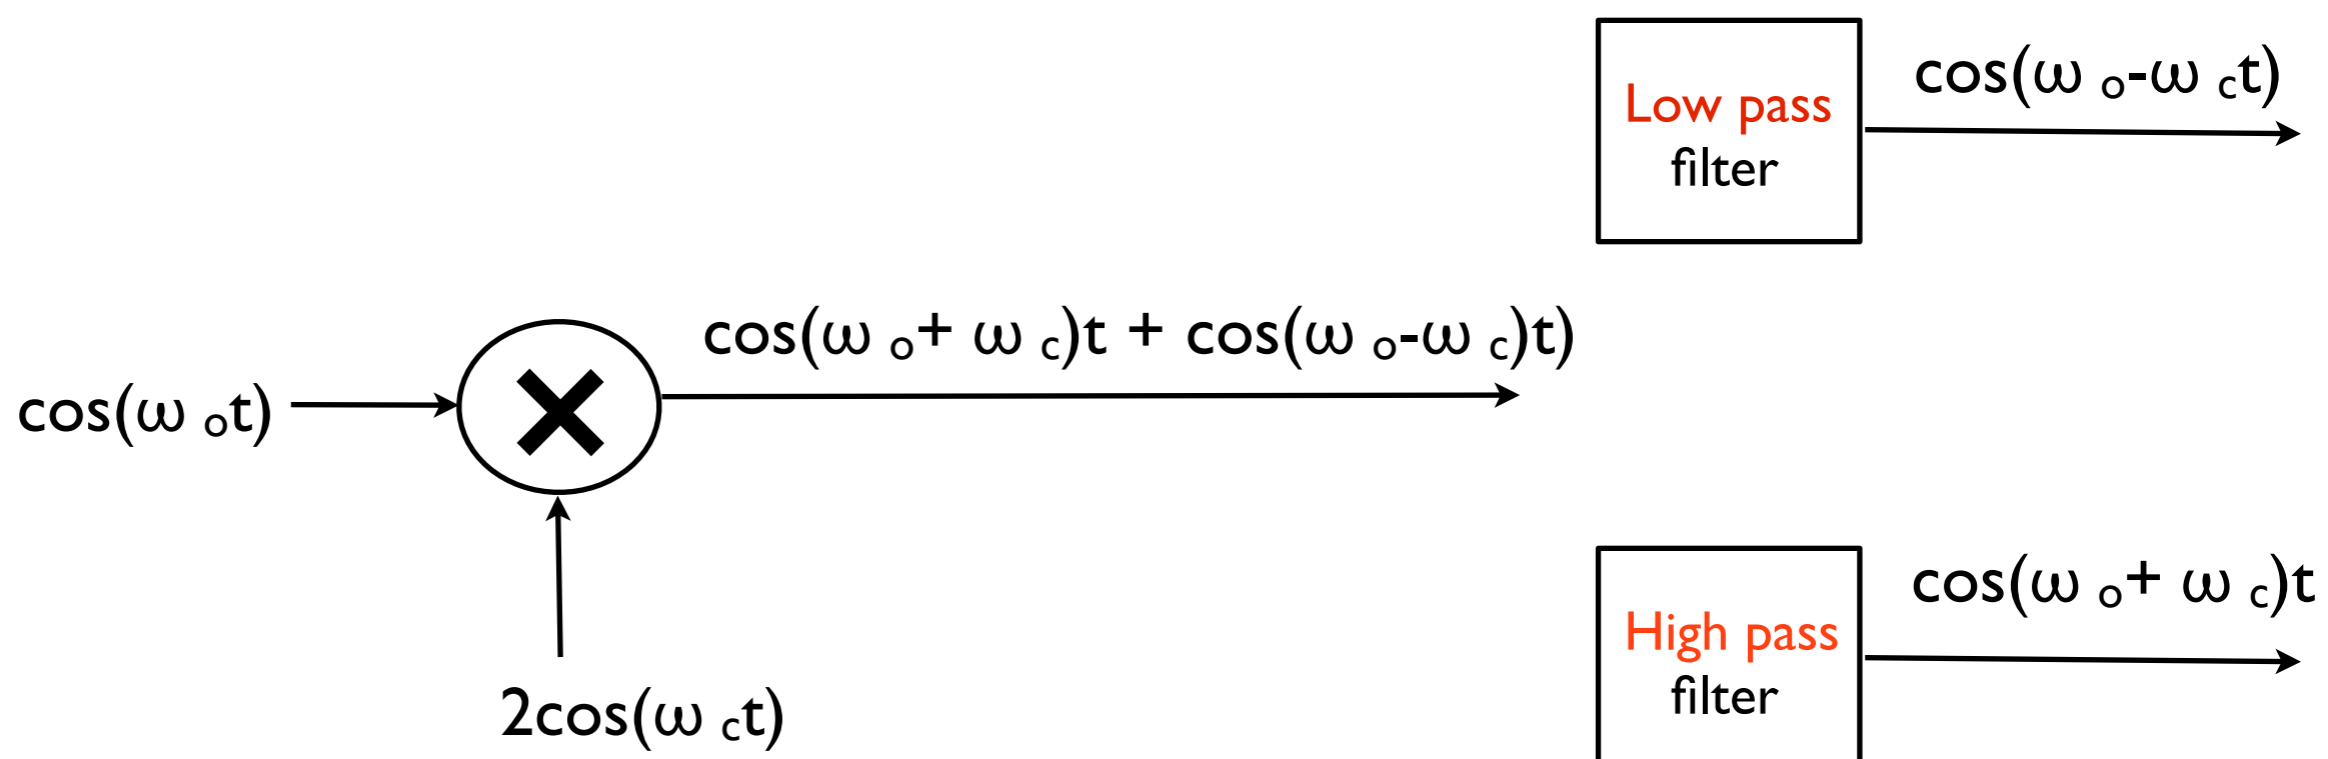 Low pass
filter
cos(ω o-ω ct)
cos(ω o+ ω c)t + cos(ω o-ω c)t)
cos(ω ot)
2cos(ω ct)
High pass
filter
cos(ω o+ ω c)t